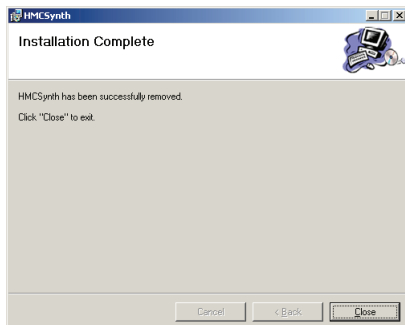 HMCSynth
Installation Complete
HMCSynth has been successfully removed.
Click "Close" to exit.
Cancel
< Back
Close